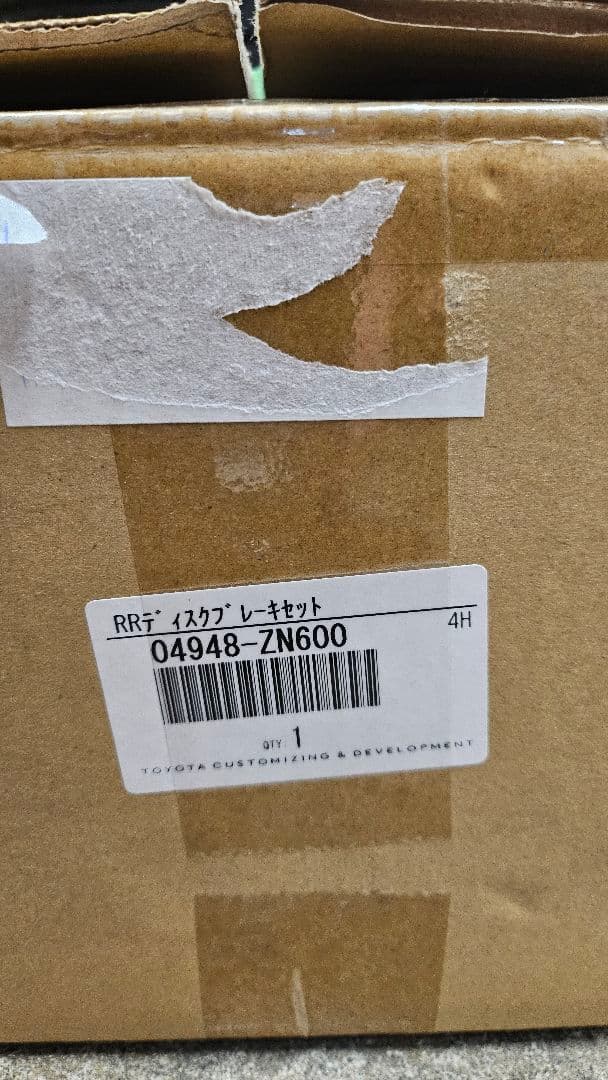 RRﾃﾞｨｽｸﾌﾞﾚｰｷｾｯﾄ
04948-ZN600
4H
QTY: 1
TOYOTA CUSTOMIZING & DEVELOPMENT